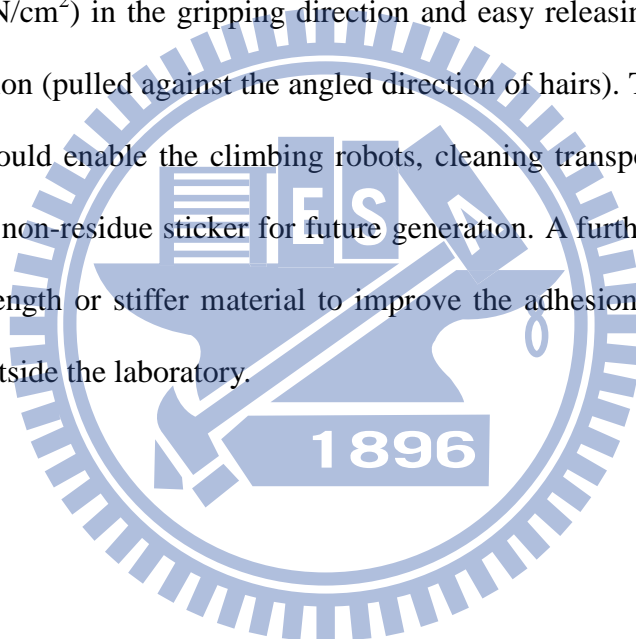 N/cm²) in the gripping direction and easy releasing
on (pulled against the angled direction of hairs). T
ould enable the climbing robots, cleaning transpo
non-residue sticker for future generation. A furth
ength or stiffer material to improve the adhesion
tside the laboratory.
E S A
1896